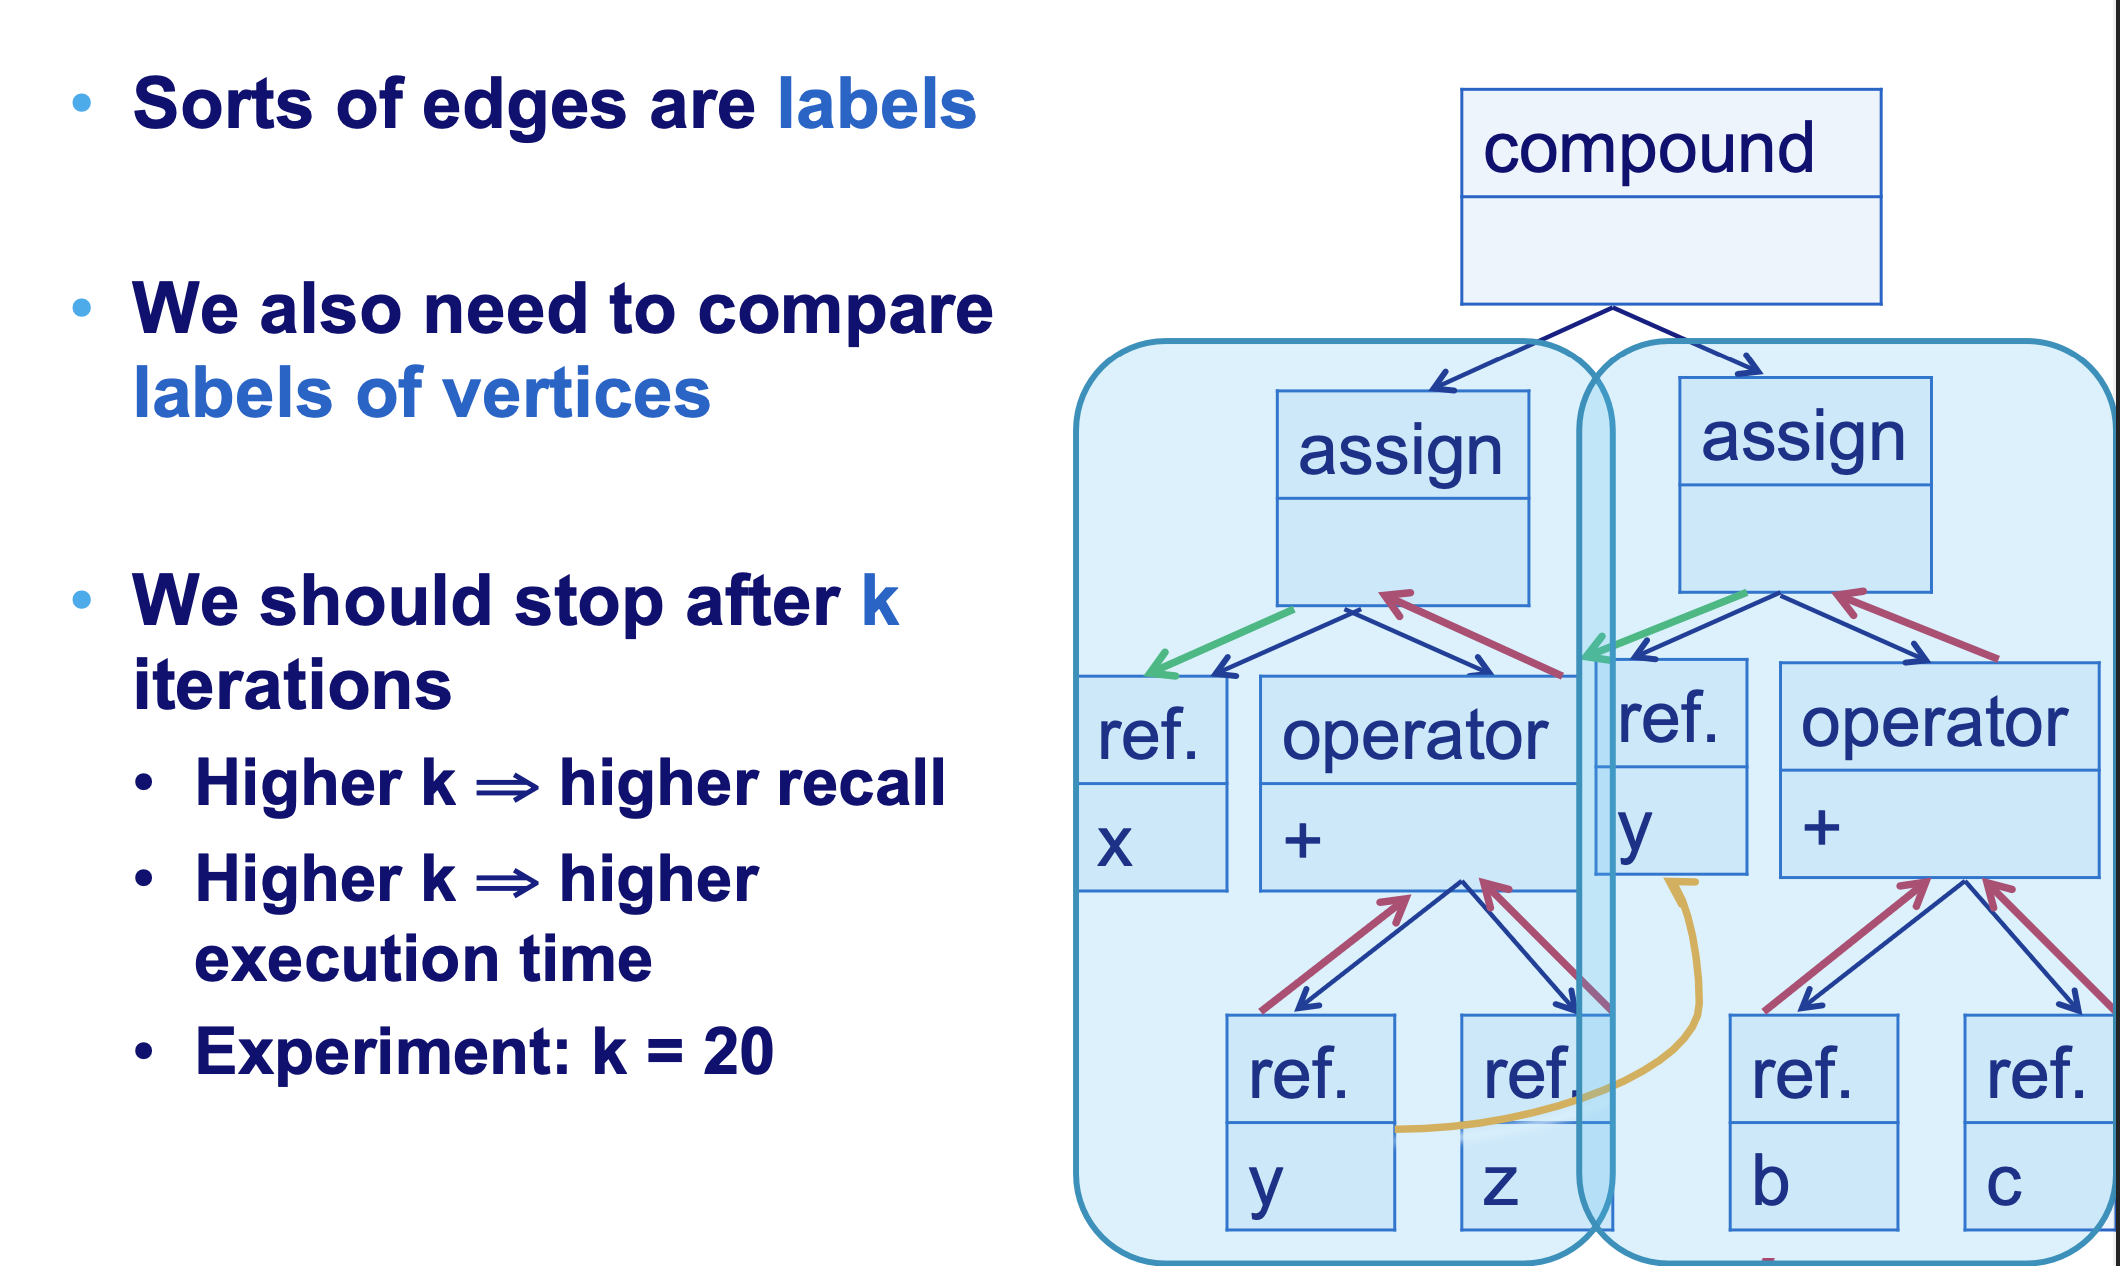 Sorts of edges are labels
We also need to compare
labels of vertices
We should stop after k
iterations
Higher k ⇒ higher recall
Higher k ⇒ higher
execution time
Experiment: k = 20
compound
assign
assign
ref.
x
operator
+
ref.
y
operator
+
ref.
y
ref.
z
ref.
b
ref.
c